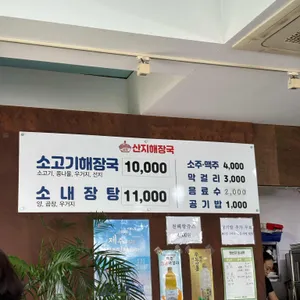 신지해장국
소고기해장국 10,000
소고기, 콩나물, 우거지, 선지
소내장탕 11,000
양, 곱창, 우거지
소주·맥주 4,000
막걸리 3,000
음료수 2,000
공기밥 1,000